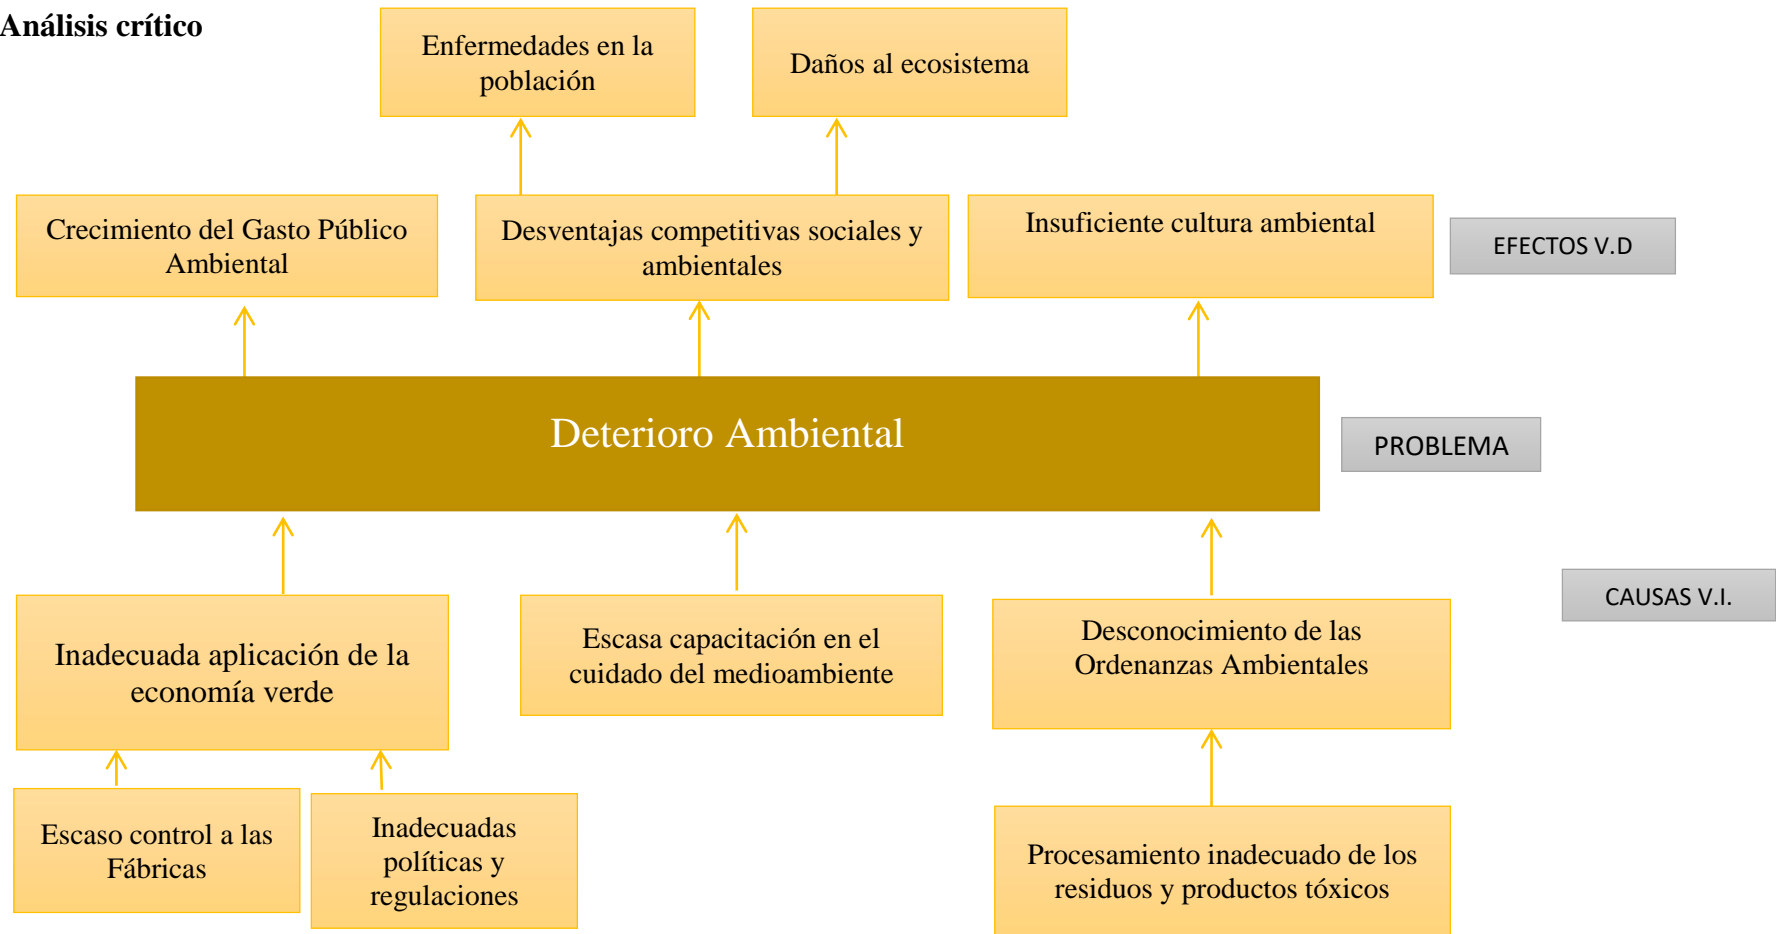 Análisis crítico
Enfermedades en la
población
Daños al ecosistema
Crecimiento del Gasto Público
Ambiental
Desventajas competitivas sociales y
ambientales
Insuficiente cultura ambiental
EFECTOS V.D
Deterioro Ambiental
PROBLEMA
CAUSAS V.I.
Inadecuada aplicación de la
economía verde
Escasa capacitación en el
cuidado del medioambiente
Desconocimiento de las
Ordenanzas Ambientales
Escaso control a las
Fábricas
Inadecuadas
políticas y
regulaciones
Procesamiento inadecuado de los
residuos y productos tóxicos